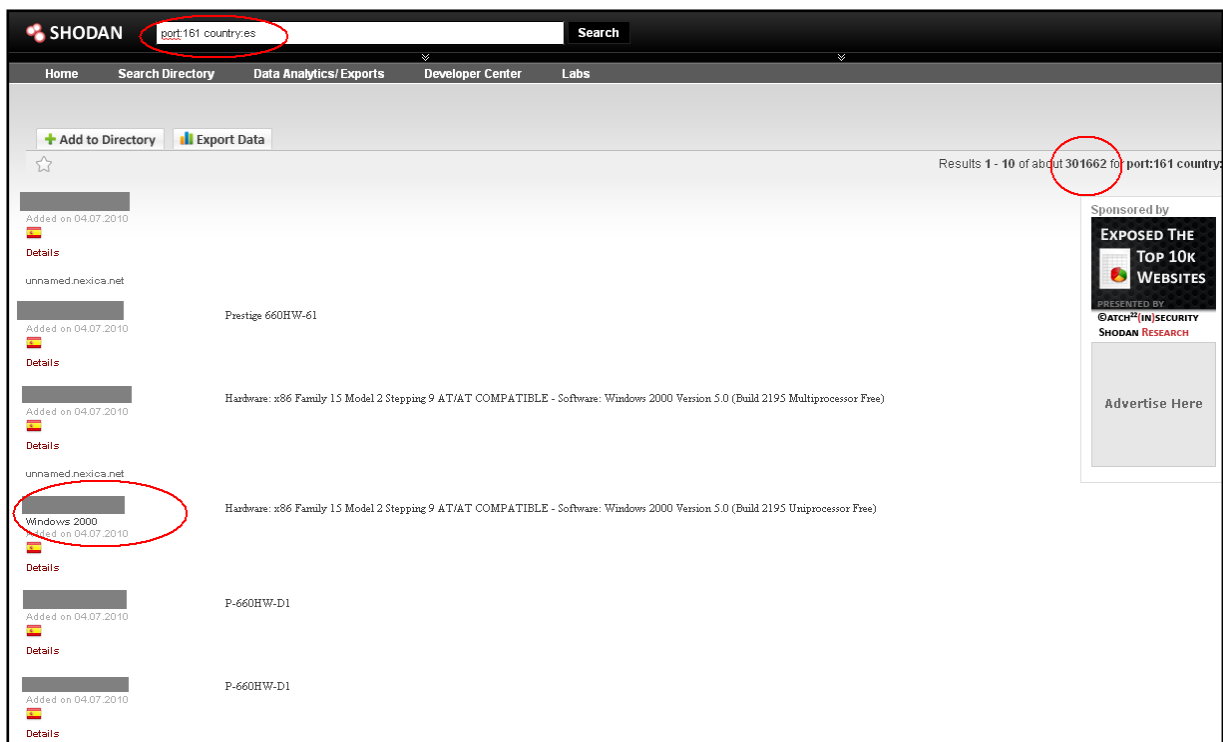 SHODAN port:161 country:es Search
Home Search Directory Data Analytics/Exports Developer Center Labs
Add to Directory Export Data
Results 1 - 10 of about 301662 for port:161 country:
Added on 04.07.2010
Details
unnamed.nexica.net
Prestige 660HW-61
Added on 04.07.2010
Details
Hardware: x86 Family 15 Model 2 Stepping 9 AT/AT COMPATIBLE - Software: Windows 2000 Version 5.0 (Build 2195 Multiprocessor Free)
Added on 04.07.2010
Details
unnamed.nexica.net
Hardware: x86 Family 15 Model 2 Stepping 9 AT/AT COMPATIBLE - Software: Windows 2000 Version 5.0 (Build 2195 Uniprocessor Free)
Windows 2000
Added on 04.07.2010
Details
P-660HW-D1
Added on 04.07.2010
Details
P-660HW-D1
Added on 04.07.2010
Details
Sponsored by
EXPOSED THE
TOP 10K
WEBSITES
PRESENTED BY
©ATCH²²(IN)SECURITY
SHODAN RESEARCH
Advertise Here